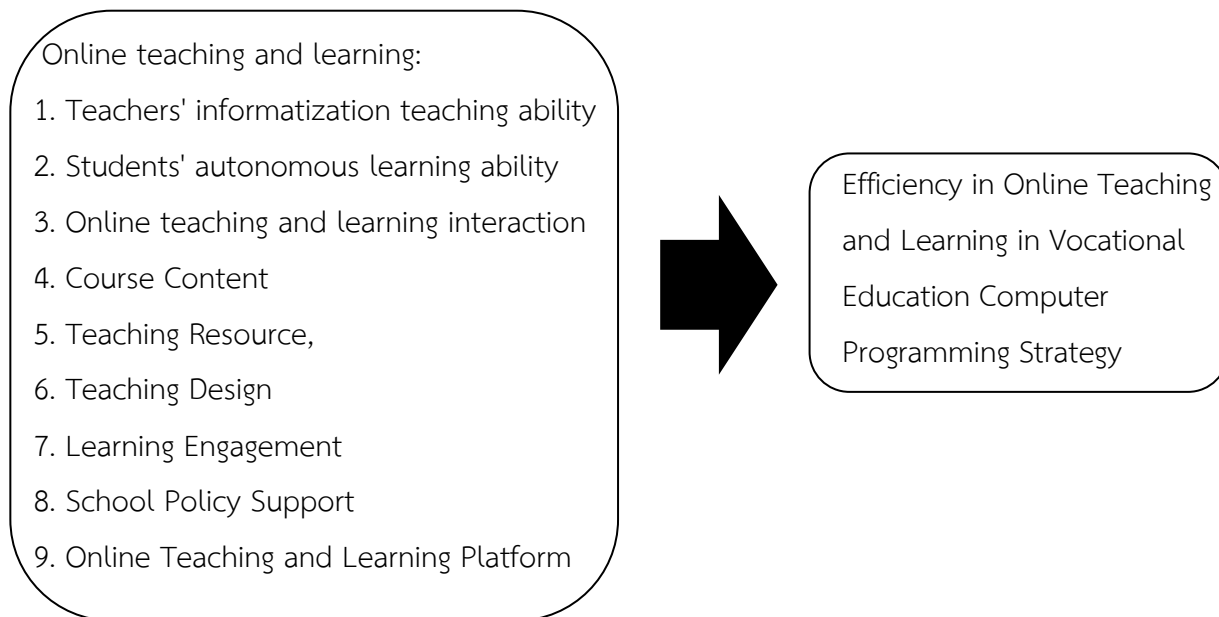 Online teaching and learning:
1. Teachers' informatization teaching ability
2. Students' autonomous learning ability
3. Online teaching and learning interaction
4. Course Content
5. Teaching Resource,
6. Teaching Design
7. Learning Engagement
8. School Policy Support
9. Online Teaching and Learning Platform
Efficiency in Online Teaching
and Learning in Vocational
Education Computer
Programming Strategy